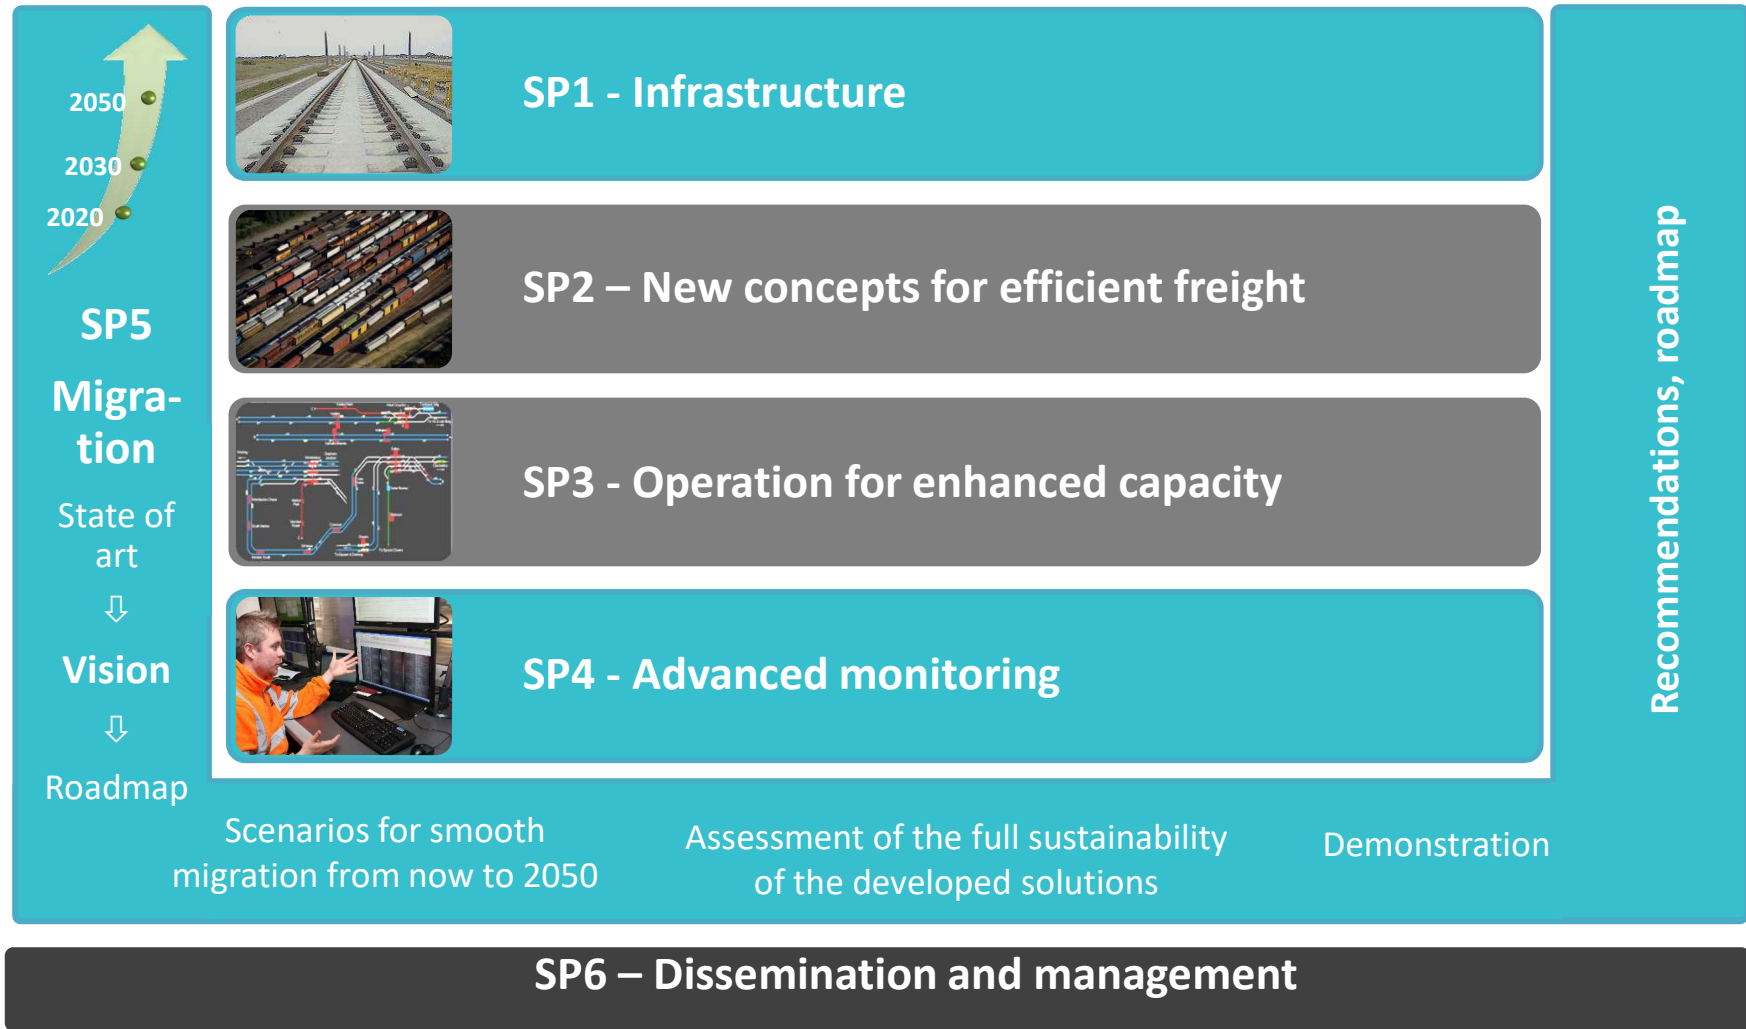 2050
2030
2020
SP5
Migra-
tion
State of
art
⇩
Vision
⇩
Roadmap
SP1 - Infrastructure
SP2 – New concepts for efficient freight
SP3 - Operation for enhanced capacity
SP4 - Advanced monitoring
Recommendations, roadmap
Scenarios for smooth
migration from now to 2050
Assessment of the full sustainability
of the developed solutions
Demonstration
SP6 – Dissemination and management